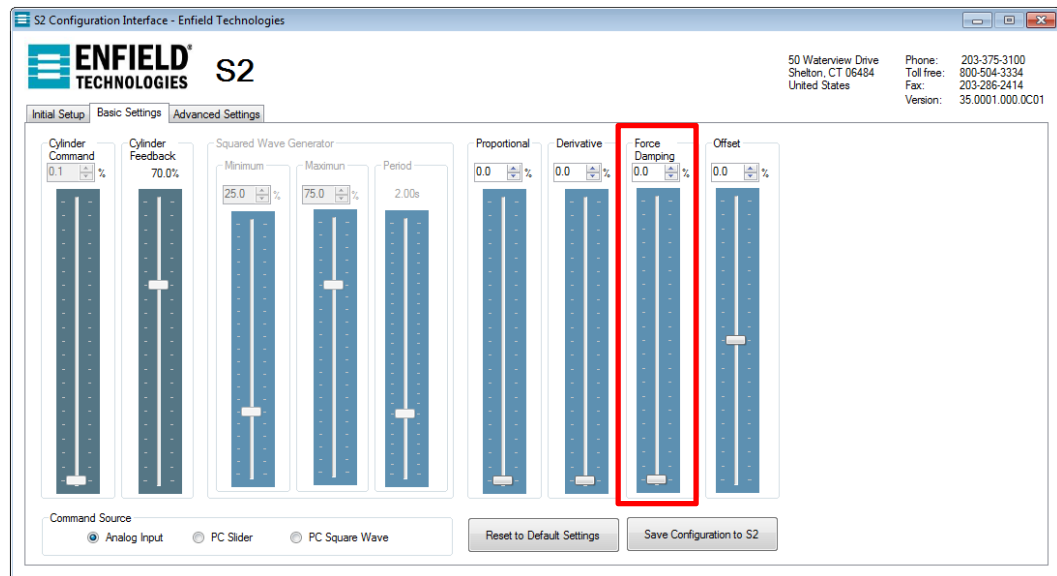 S2 Configuration Interface - Enfield Technologies
ENFIELD®
TECHNOLOGIES
S2
50 Waterview Drive
Shelton, CT 06484
United States
Phone: 203-375-3100
Toll free: 800-504-3334
Fax: 203-286-2414
Version: 35.0001.000.0C01
Initial Setup Basic Settings Advanced Settings
Cylinder Command
0.1 %
Cylinder Feedback
70.0%
Squared Wave Generator
Minimum
25.0 %
Maximun
75.0 %
Period
2.00s
Proportional
0.0 %
Derivative
0.0 %
Force Damping
0.0 %
Offset
0.0 %
Command Source
Analog Input PC Slider PC Square Wave
Reset to Default Settings
Save Configuration to S2